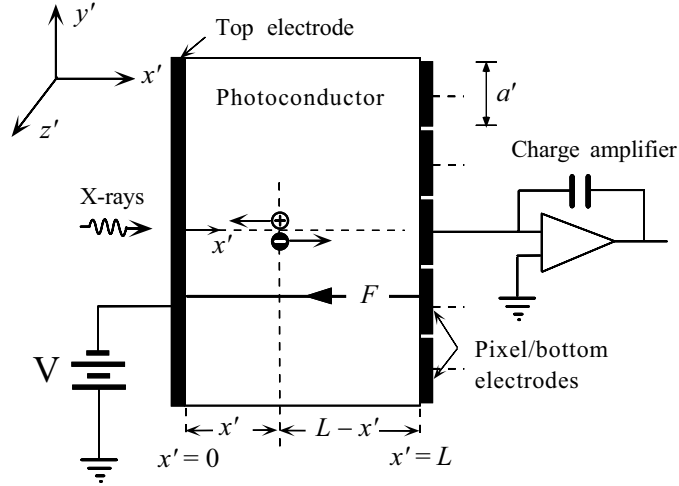 y′
Top electrode
x′
Photoconductor
a′
z′
Charge amplifier
X-rays
+
x′
−
F
V
Pixel/bottom
electrodes
x′
L − x′
x′ = 0
x′ = L